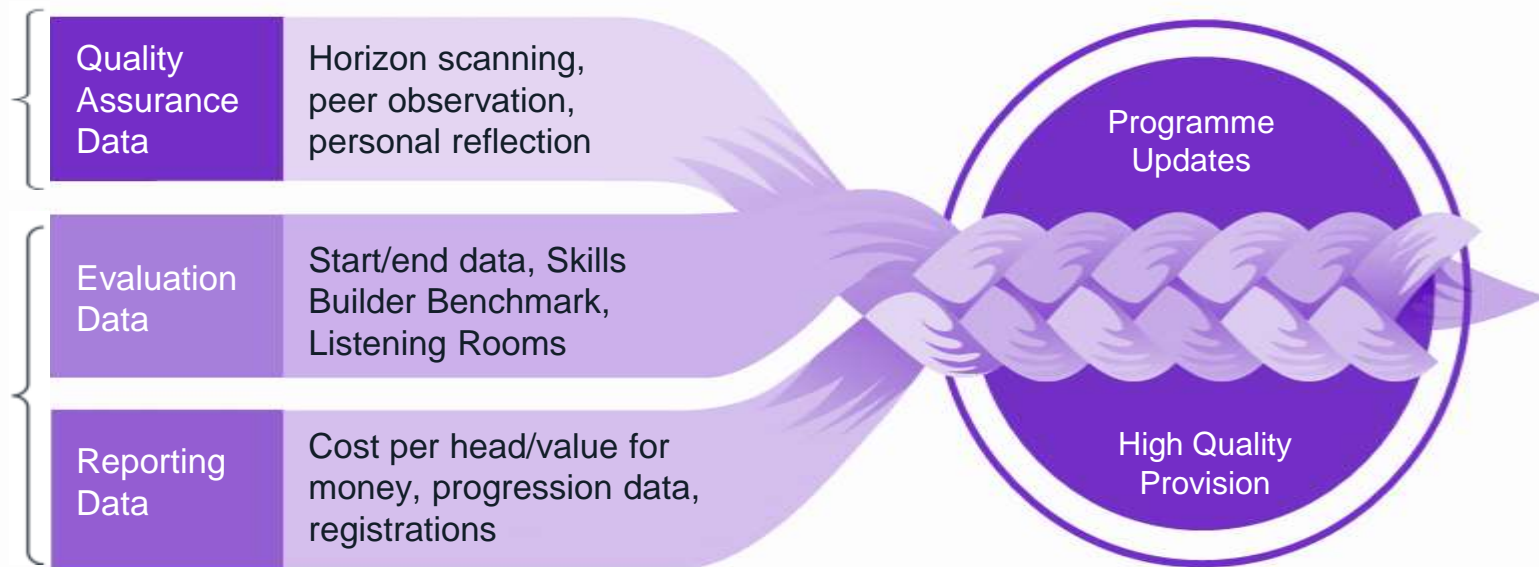 Quality
Assurance
Data
Horizon scanning,
peer observation,
personal reflection
Evaluation
Data
Start/end data, Skills
Builder Benchmark,
Listening Rooms
Reporting
Data
Cost per head/value for
money, progression data,
registrations
Programme
Updates
High Quality
Provision